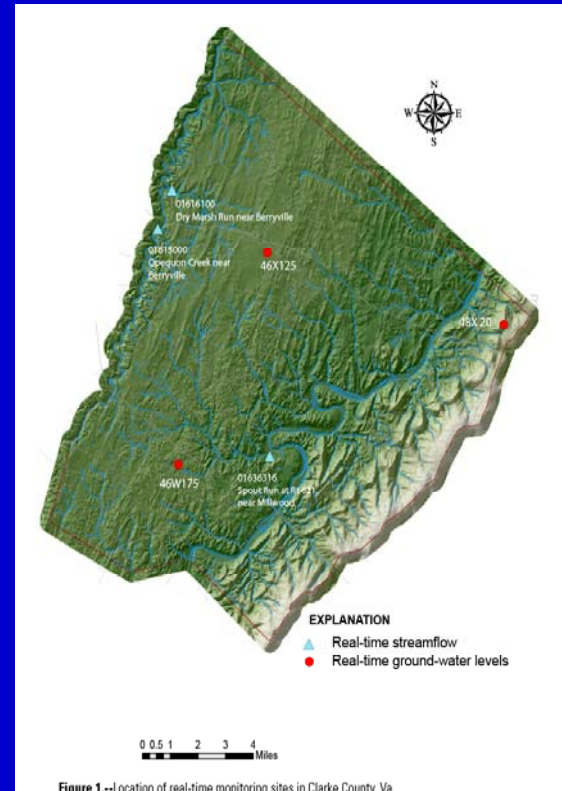 N
W E
S
01616100
Dry Marsh Run near Berryville
01615000
Opequon Creek near
Berryville
46X125
48X 20
46W175
01636316
Spout Run at Rt 621
near Millwood
EXPLANATION
Real-time streamflow
Real-time ground-water levels
0 0.5 1 2 3 4
Miles
Figure 1 --Location of real-time monitoring sites in Clarke County, Va